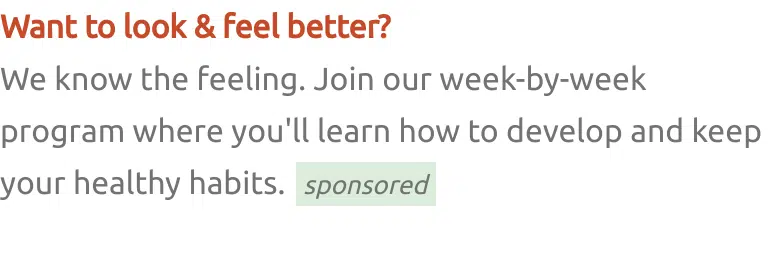 Want to look & feel better?
We know the feeling. Join our week-by-week
program where you'll learn how to develop and keep
your healthy habits. sponsored